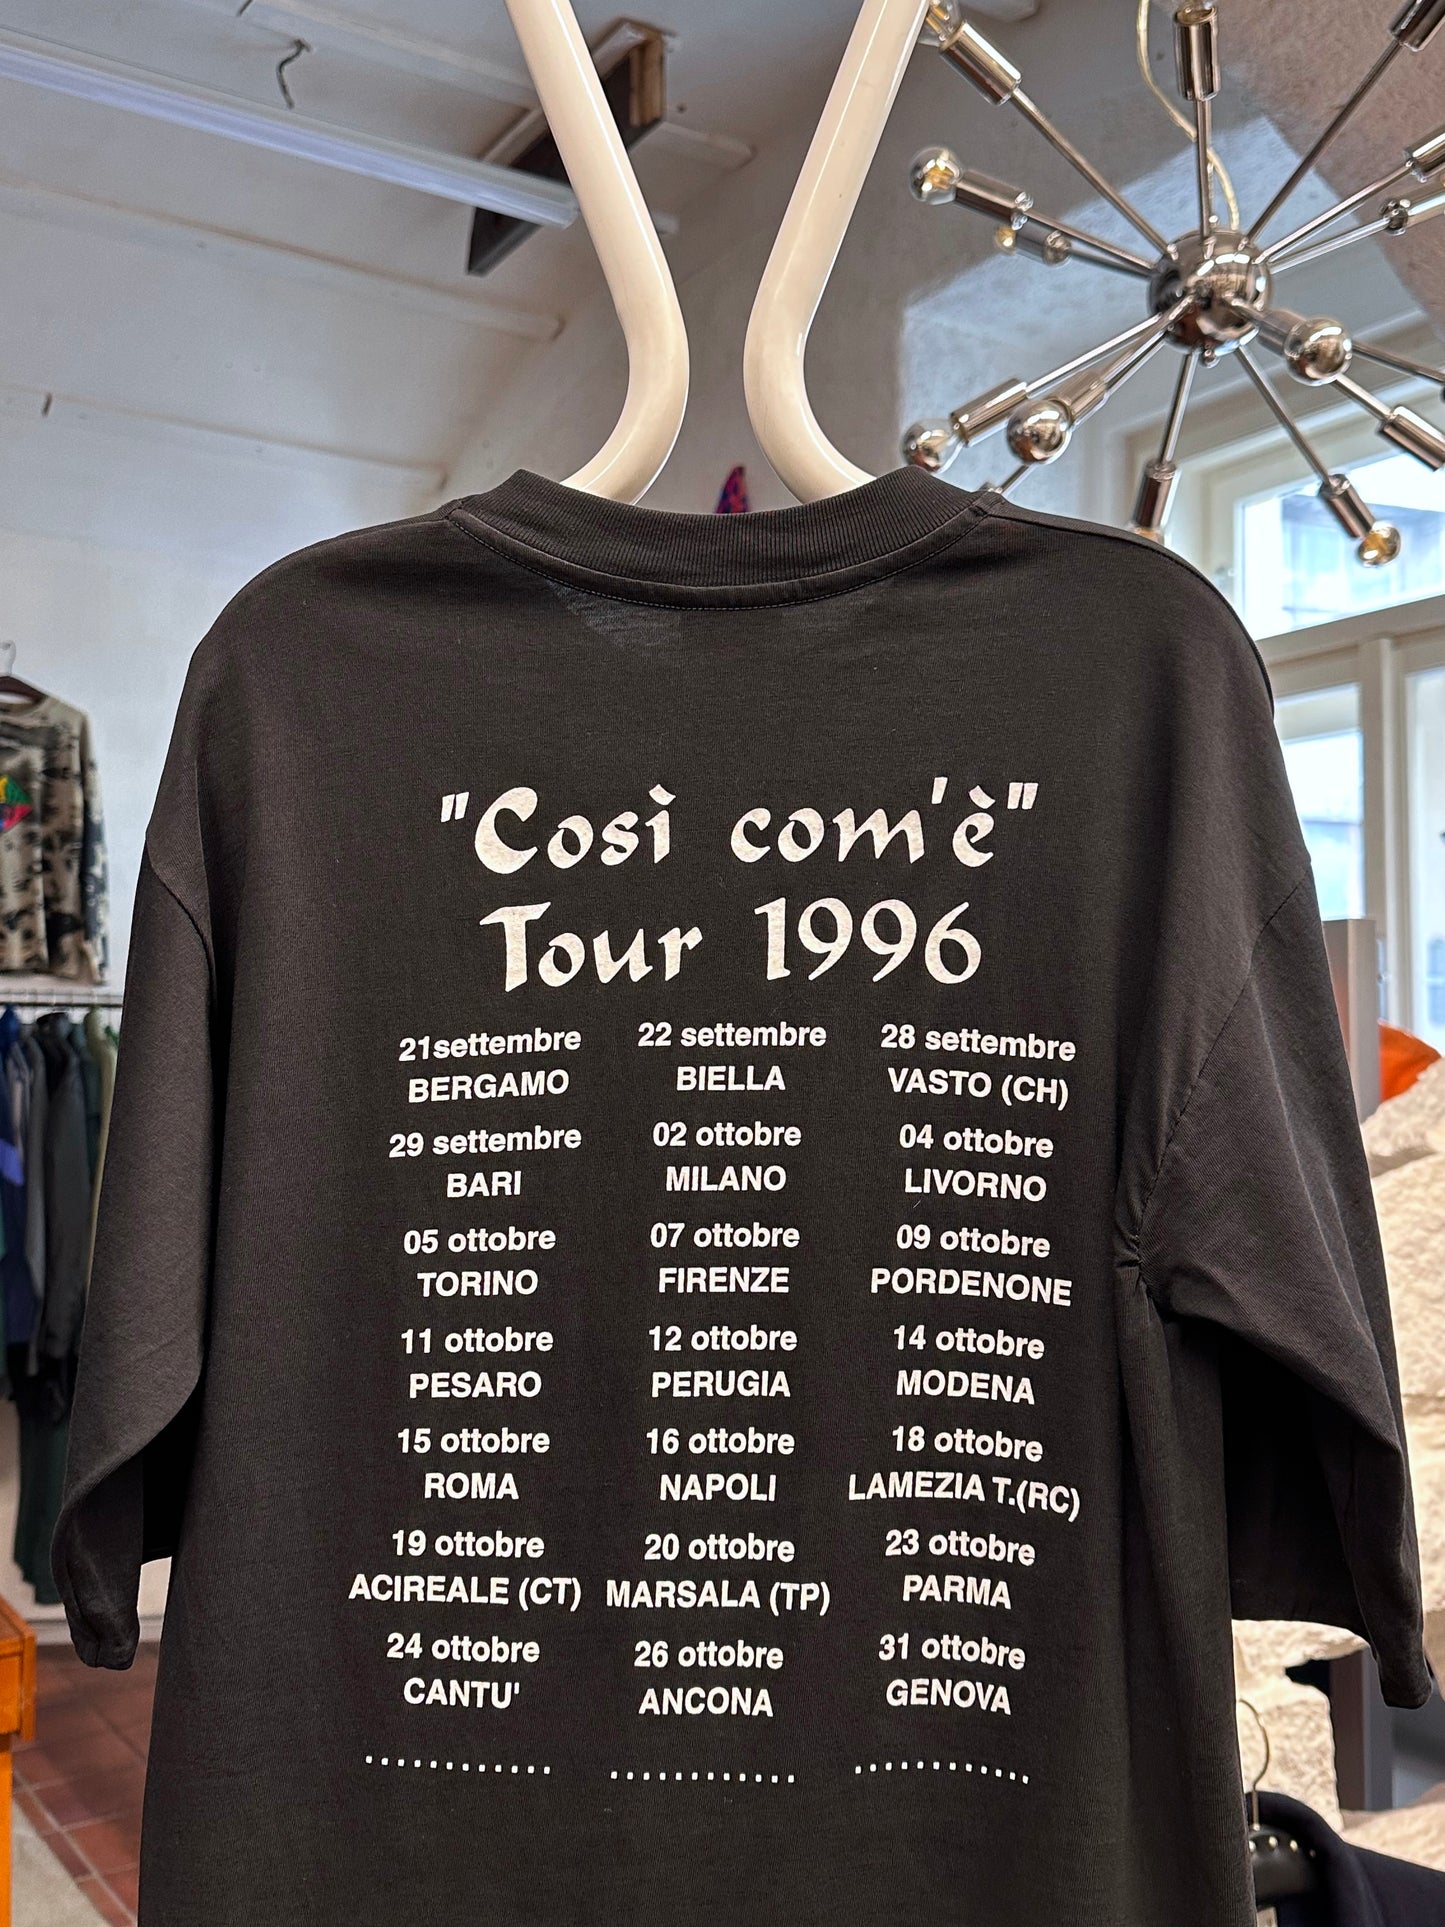 "Così com'è"
Tour 1996
21settembre 22 settembre 28 settembre
BERGAMO BIELLA VASTO (CH)
29 settembre 02 ottobre 04 ottobre
BARI MILANO LIVORNO
05 ottobre 07 ottobre 09 ottobre
TORINO FIRENZE PORDENONE
11 ottobre 12 ottobre 14 ottobre
PESARO PERUGIA MODENA
15 ottobre 16 ottobre 18 ottobre
ROMA NAPOLI LAMEZIA T.(RC)
19 ottobre 20 ottobre 23 ottobre
ACIREALE (CT) MARSALA (TP) PARMA
24 ottobre 26 ottobre 31 ottobre
CANTU' ANCONA GENOVA
............ ............ ............